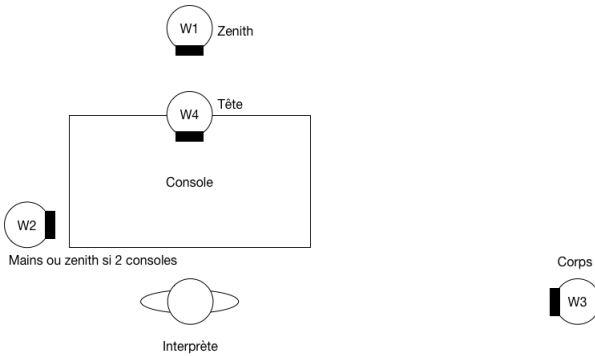 W1
Zenith
W4
Tête
Console
W2
Mains ou zenith si 2 consoles
Corps
W3
Interprète